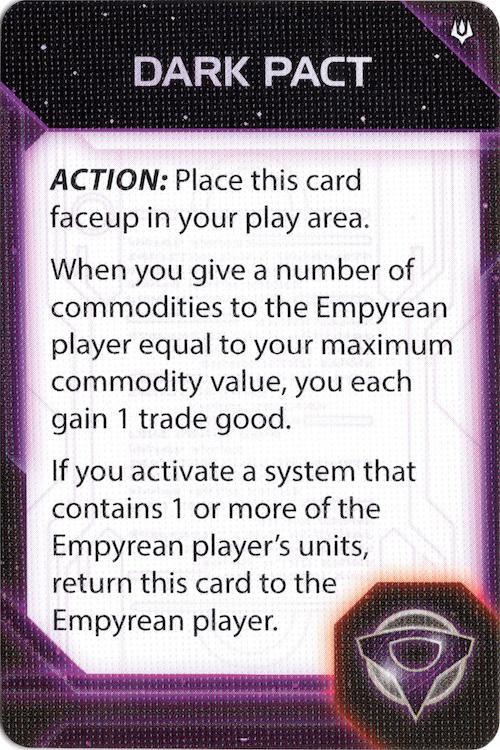 DARK PACT
ACTION: Place this card
faceup in your play area.
When you give a number of
commodities to the Empyrean
player equal to your maximum
commodity value, you each
gain 1 trade good.
If you activate a system that
contains 1 or more of the
Empyrean player’s units,
return this card to the
Empyrean player.